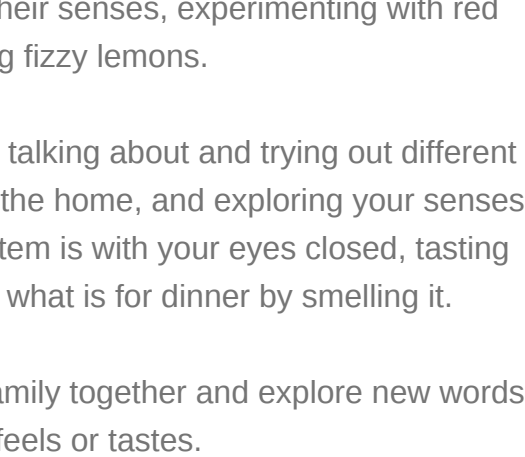 their senses, experimenting with red
g fizzy lemons.
talking about and trying out different
the home, and exploring your senses
tem is with your eyes closed, tasting
what is for dinner by smelling it.
amily together and explore new words
feels or tastes.